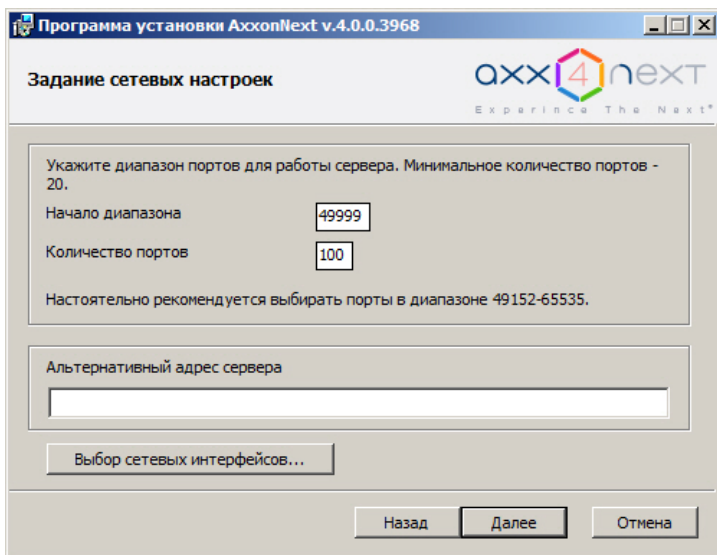 Программа установки AxxonNext v.4.0.0.3968
Задание сетевых настроек
axx4next
Experince The Next®
Укажите диапазон портов для работы сервера. Минимальное количество портов -
20.
Начало диапазона
49999
Количество портов
100
Настоятельно рекомендуется выбирать порты в диапазоне 49152-65535.
Альтернативный адрес сервера
Выбор сетевых интерфейсов...
Назад
Далее
Отмена